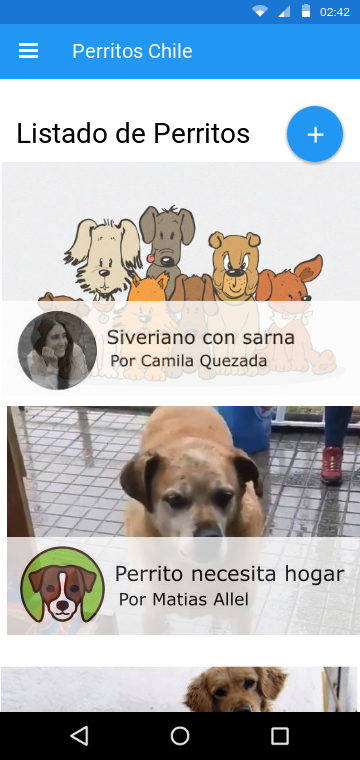 02:42
Perritos Chile
Listado de Perritos
Siveriano con sarna
Por Camila Quezada
Perrito necesita hogar
Por Matias Allel